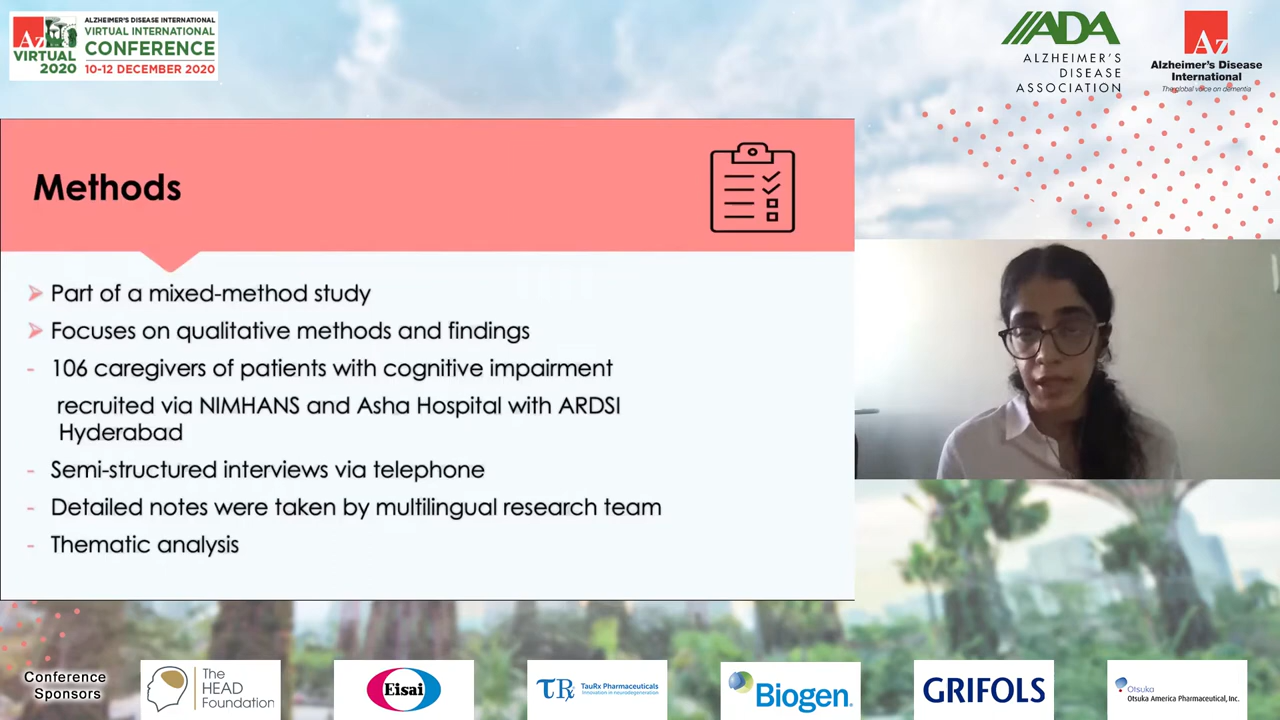 ALZHEIMER'S DISEASE INTERNATIONAL
VIRTUAL INTERNATIONAL
CONFERENCE
10-12 DECEMBER 2020
Az
VIRTUAL
2020
ADA
ALZHEIMER'S
DISEASE
ASSOCIATION
Az
Alzheimer's Disease
International
The global voice on dementia
Methods
Part of a mixed-method study
Focuses on qualitative methods and findings
- 106 caregivers of patients with cognitive impairment
recruited via NIMHANS and Asha Hospital with ARDSI
Hyderabad
- Semi-structured interviews via telephone
- Detailed notes were taken by multilingual research team
- Thematic analysis
Conference
Sponsors
The
HEAD
Foundation
Eisai
TauRx Pharmaceuticals
Innovation in neurodegeneration
Biogen.
GRIFOLS
Otsuka
Otsuka America Pharmaceutical, Inc.